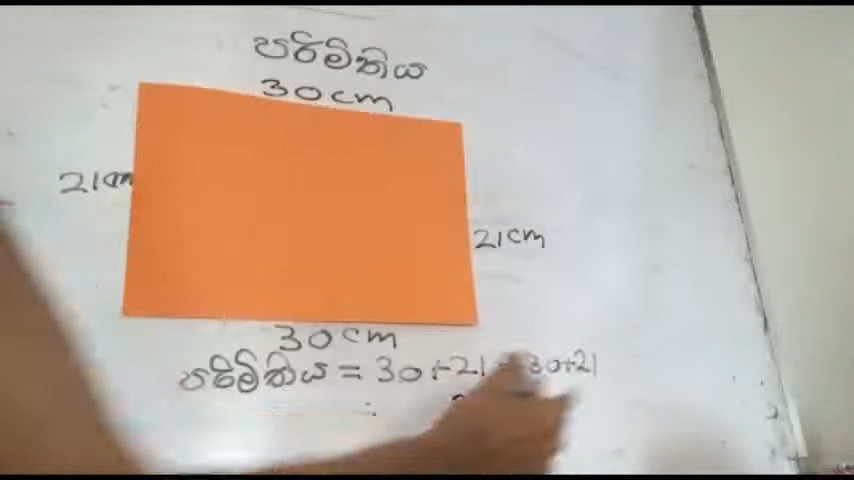 පරිමිතිය
30cm
21cm
21cm
30cm
පරිමිතිය = 30+21 + 30+21